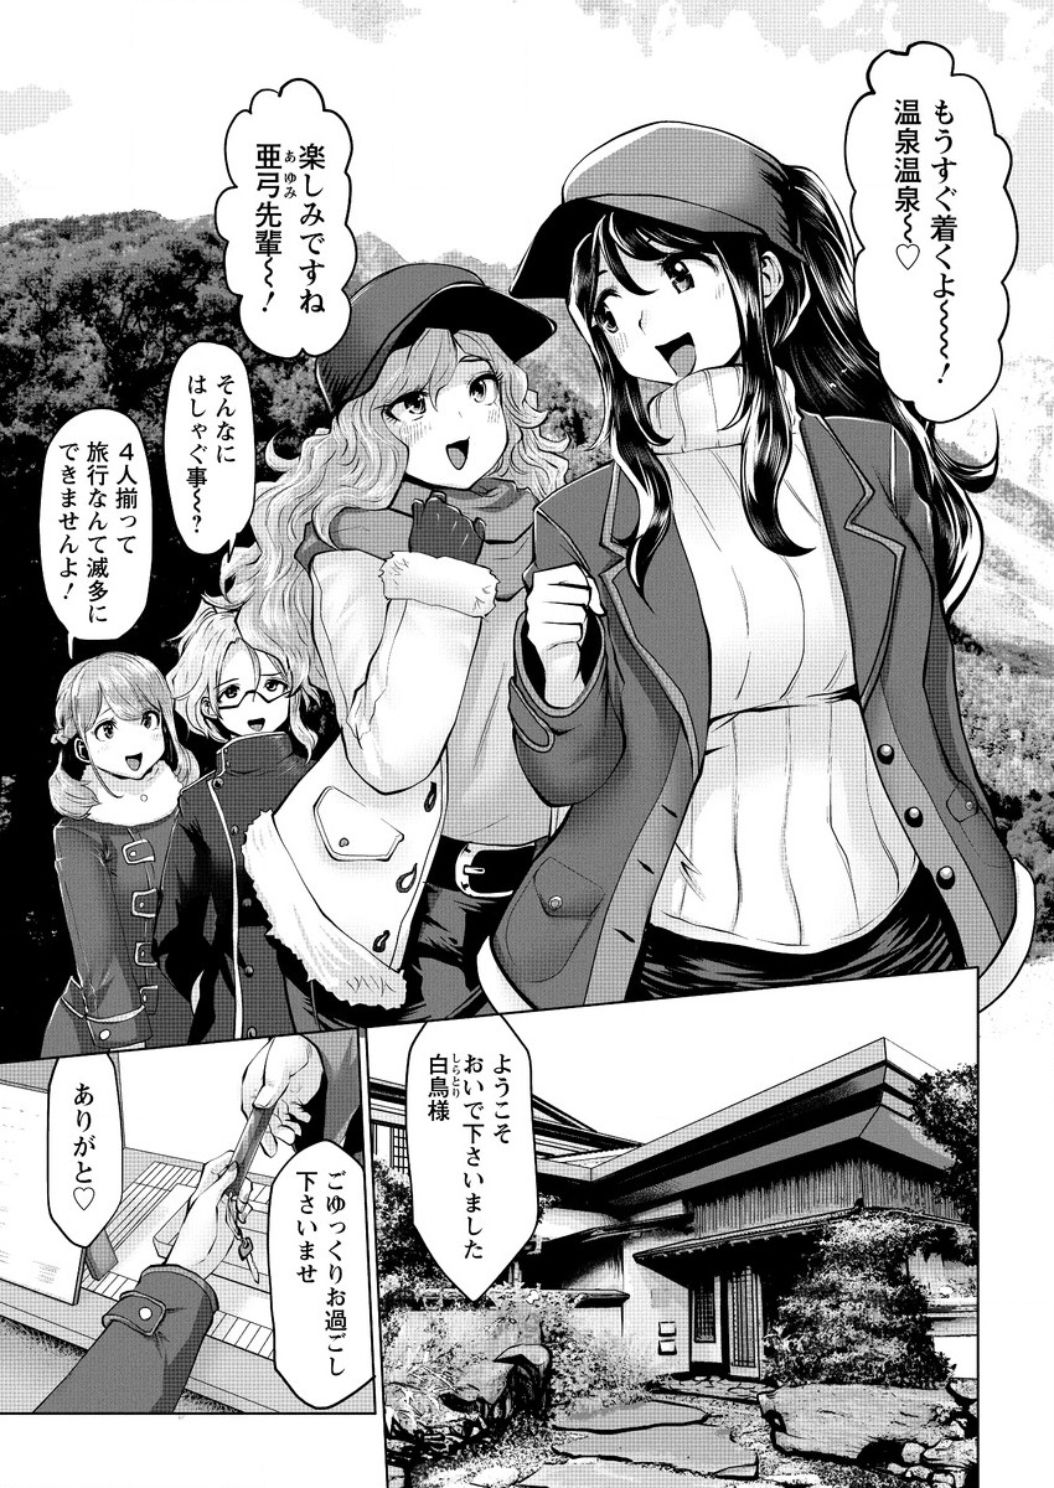 もうすぐ着くよ〜〜〜！
温泉温泉〜♡
楽しみですね
亜弓先輩〜〜！
あゆみ
そんなに
はしゃぐ事〜？
4人揃って
旅行なんて滅多に
できませんよ！
ようこそ
おいで下さいました
白鳥様
しらとり
ごゆっくりお過ごし
下さいませ
ありがと♡